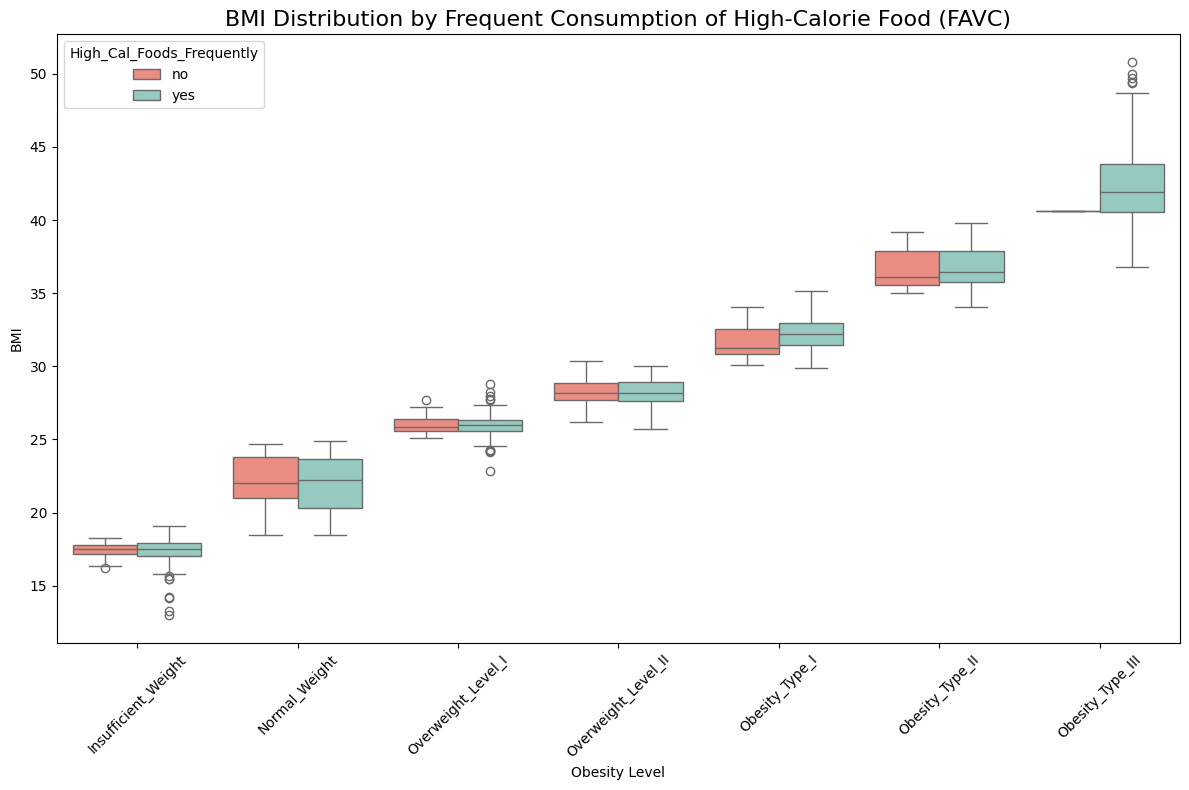 BMI Distribution by Frequent Consumption of High-Calorie Food (FAVC)
High_Cal_Foods_Frequently
no
yes
BMI
50
45
40
35
30
25
20
15
Insufficient_Weight
Normal_Weight
Overweight_Level_I
Overweight_Level_II
Obesity_Type_I
Obesity_Type_II
Obesity_Type_III
Obesity Level